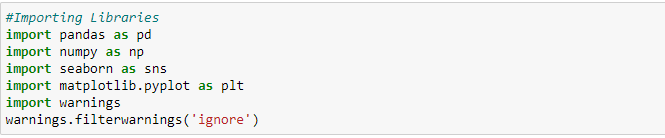 #Importing Libraries
import pandas as pd
import numpy as np
import seaborn as sns
import matplotlib.pyplot as plt
import warnings
warnings.filterwarnings('ignore')